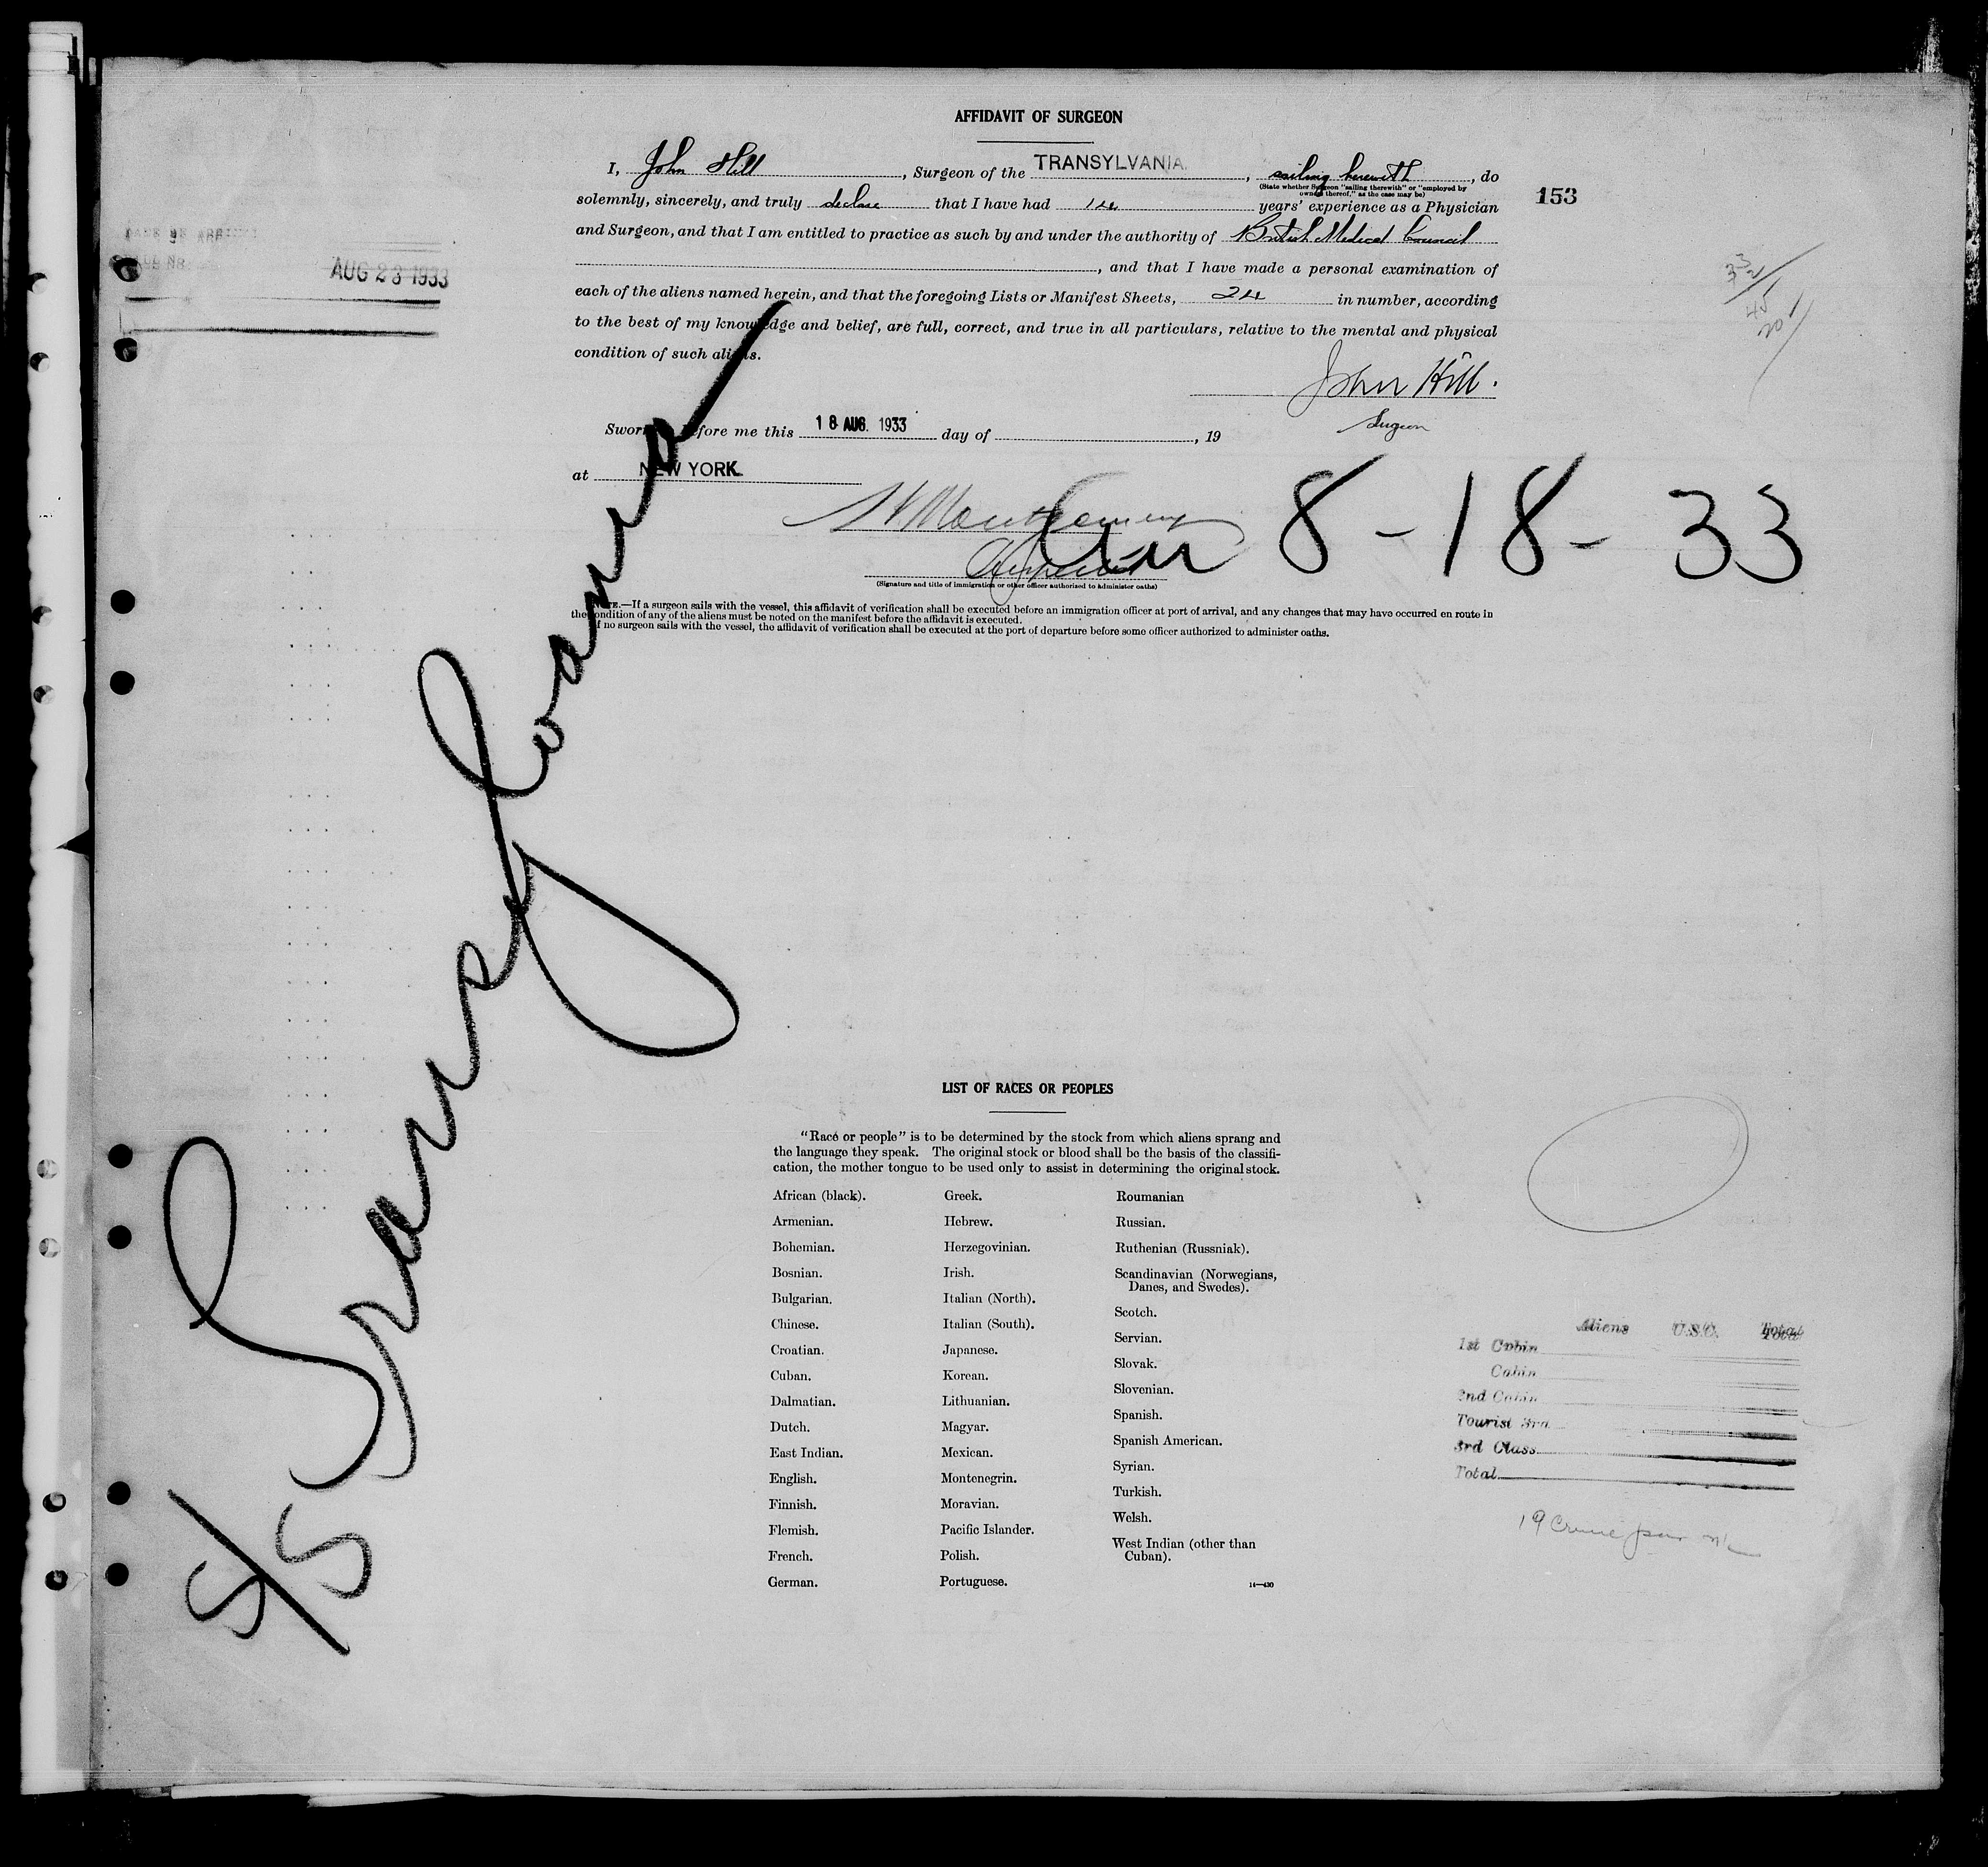 AFFIDAVIT OF SURGEON
I, John Hill, Surgeon of the TRANSYLVANIA, sailing herewith, do
(State whether Surgeon "sailing therewith" or "employed by
owners thereof," as the case may be)
153
solemnly, sincerely, and truly declare that I have had 14 years' experience as a Physician
and Surgeon, and that I am entitled to practice as such by and under the authority of British Medical Council
, and that I have made a personal examination of
AUG 23 1933
each of the aliens named herein, and that the foregoing Lists or Manifest Sheets, 24 in number, according
to the best of my knowledge and belief, are full, correct, and true in all particulars, relative to the mental and physical
condition of such aliens.
John Hill.
Surgeon
Sworn before me this 18 AUG. 1933 day of , 19
at NEW YORK.
Montgomery
8-18-33
(Signature and title of immigration or other officer authorized to administer oaths)
NOTE.—If a surgeon sails with the vessel, this affidavit of verification shall be executed before an immigration officer at port of arrival, and any changes that may have occurred en route in
the condition of any of the aliens must be noted on the manifest before the affidavit is executed.
If no surgeon sails with the vessel, the affidavit of verification shall be executed at the port of departure before some officer authorized to administer oaths.
S/S Transylvania
LIST OF RACES OR PEOPLES
"Race or people" is to be determined by the stock from which aliens sprang and
the language they speak. The original stock or blood shall be the basis of the classifi-
cation, the mother tongue to be used only to assist in determining the original stock.
African (black).
Armenian.
Bohemian.
Bosnian.
Bulgarian.
Chinese.
Croatian.
Cuban.
Dalmatian.
Dutch.
East Indian.
English.
Finnish.
Flemish.
French.
German.
Greek.
Hebrew.
Herzegovinian.
Irish.
Italian (North).
Italian (South).
Japanese.
Korean.
Lithuanian.
Magyar.
Mexican.
Montenegrin.
Moravian.
Pacific Islander.
Polish.
Portuguese.
Roumanian
Russian.
Ruthenian (Russniak).
Scandinavian (Norwegians,
Danes, and Swedes).
Scotch.
Servian.
Slovak.
Slovenian.
Spanish.
Spanish American.
Syrian.
Turkish.
Welsh.
West Indian (other than
Cuban).
14—430
Aliens U.S.C. Total
1st Cabin
Cabin
2nd Cabin
Tourist 3rd
3rd Class
Total